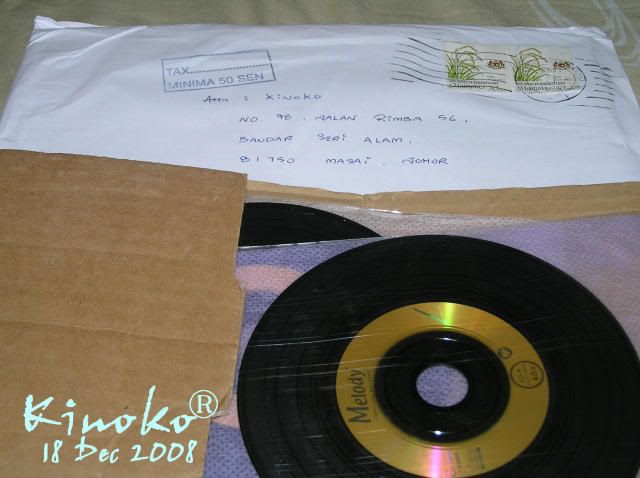 TAX
MINIMA 50 SEN
Attn : KINOKO
NO. 98, JALAN RIMBA 56,
BANDAR SERI ALAM,
81750 MASAI, JOHOR
Melody
Kinoko®
18 Dec 2008